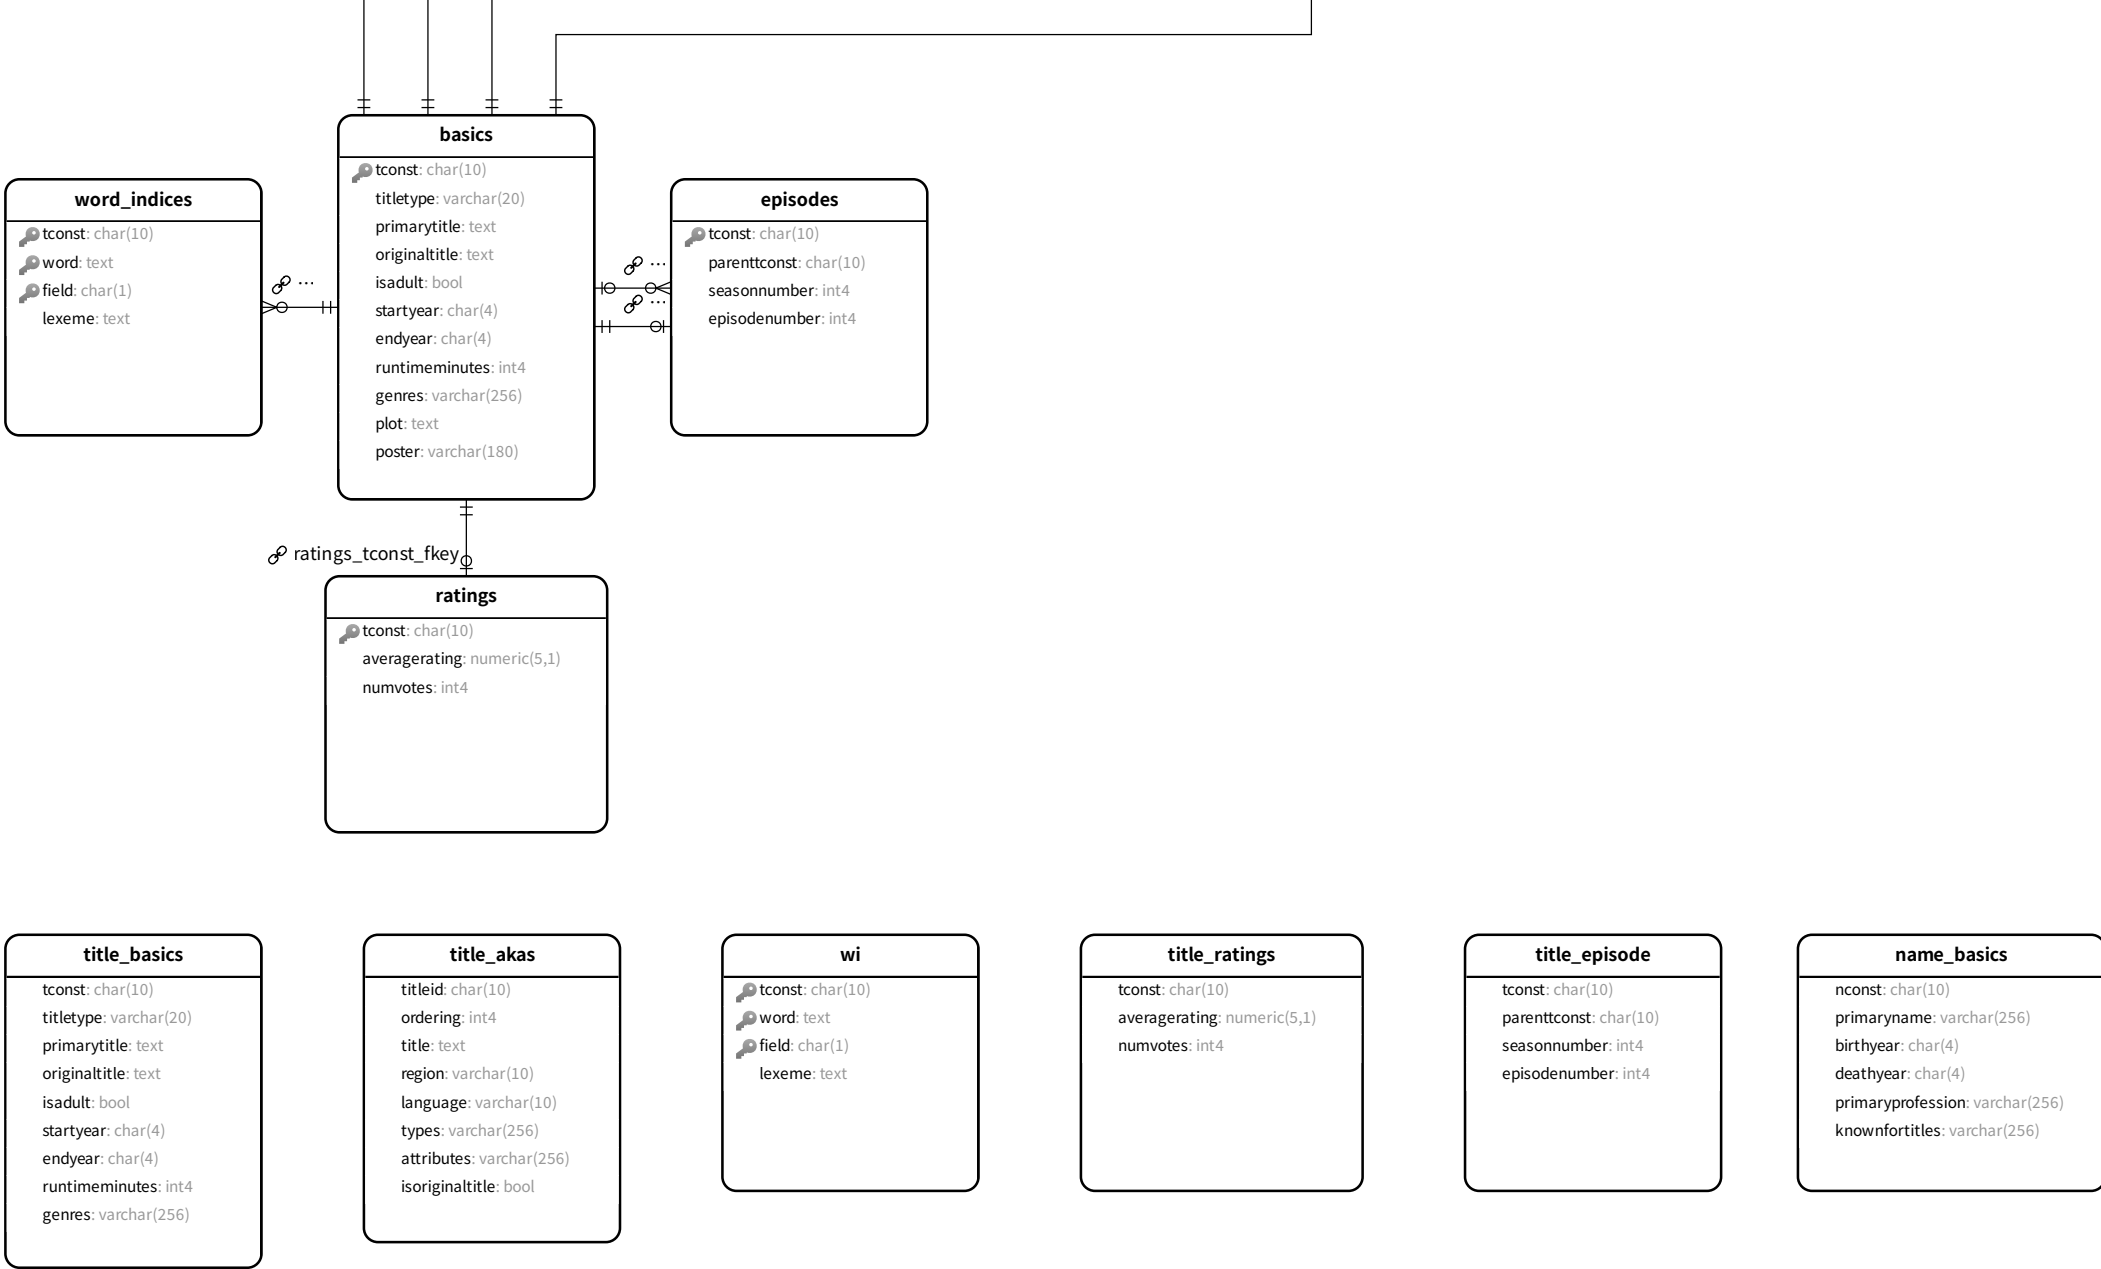 basics
tconst: char(10)
titletype: varchar(20)
primarytitle: text
originaltitle: text
isadult: bool
startyear: char(4)
endyear: char(4)
runtimeminutes: int4
genres: varchar(256)
plot: text
poster: varchar(180)
word_indices
tconst: char(10)
word: text
field: char(1)
lexeme: text
...
episodes
tconst: char(10)
parenttconst: char(10)
seasonnumber: int4
episodenumber: int4
...
...
ratings_tconst_fkey
ratings
tconst: char(10)
averagerating: numeric(5,1)
numvotes: int4
title_basics
tconst: char(10)
titletype: varchar(20)
primarytitle: text
originaltitle: text
isadult: bool
startyear: char(4)
endyear: char(4)
runtimeminutes: int4
genres: varchar(256)
title_akas
titleid: char(10)
ordering: int4
title: text
region: varchar(10)
language: varchar(10)
types: varchar(256)
attributes: varchar(256)
isoriginaltitle: bool
wi
tconst: char(10)
word: text
field: char(1)
lexeme: text
title_ratings
tconst: char(10)
averagerating: numeric(5,1)
numvotes: int4
title_episode
tconst: char(10)
parenttconst: char(10)
seasonnumber: int4
episodenumber: int4
name_basics
nconst: char(10)
primaryname: varchar(256)
birthyear: char(4)
deathyear: char(4)
primaryprofession: varchar(256)
knownfortitles: varchar(256)